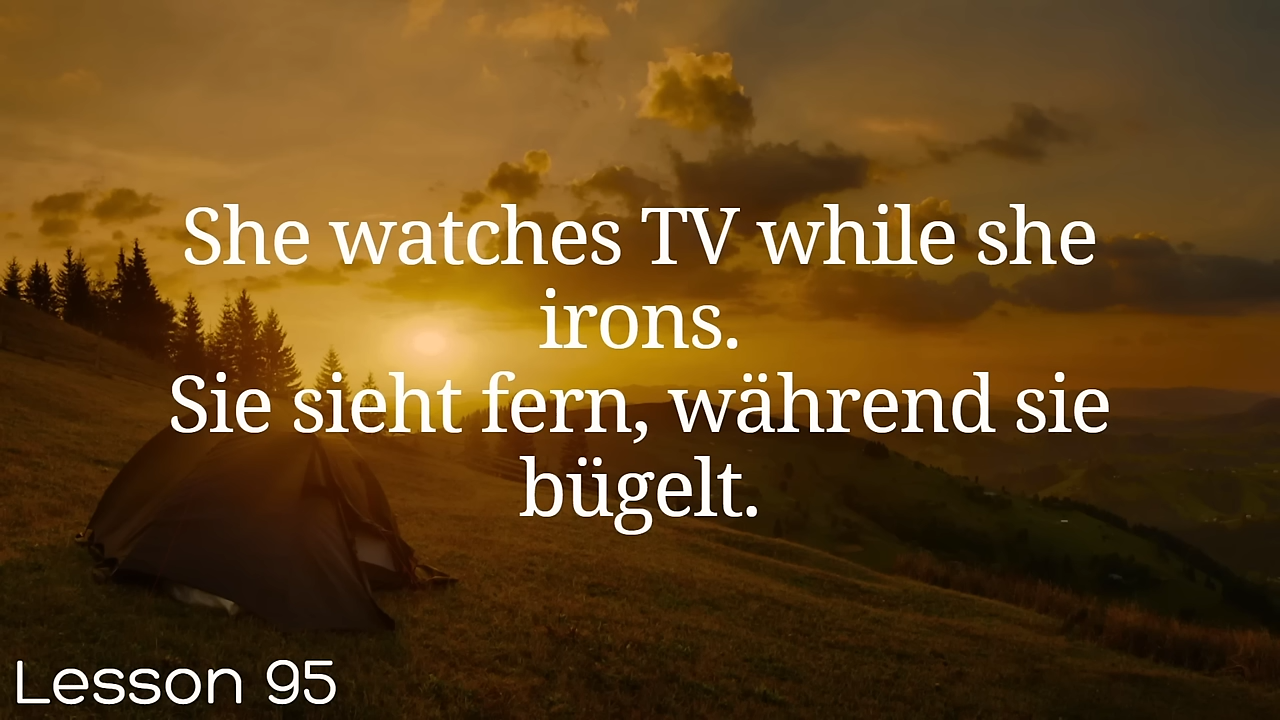 She watches TV while she
irons.
Sie sieht fern, während sie
bügelt.
Lesson 95